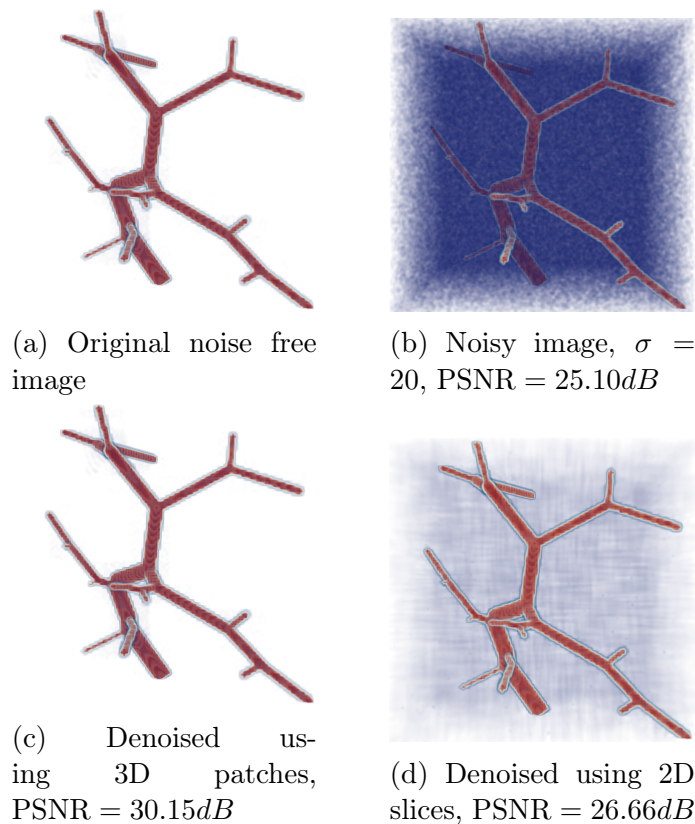 (a) Original noise free
image
(b) Noisy image, σ =
20, PSNR = 25.10dB
(c) Denoised us-
ing 3D patches,
PSNR = 30.15dB
(d) Denoised using 2D
slices, PSNR = 26.66dB